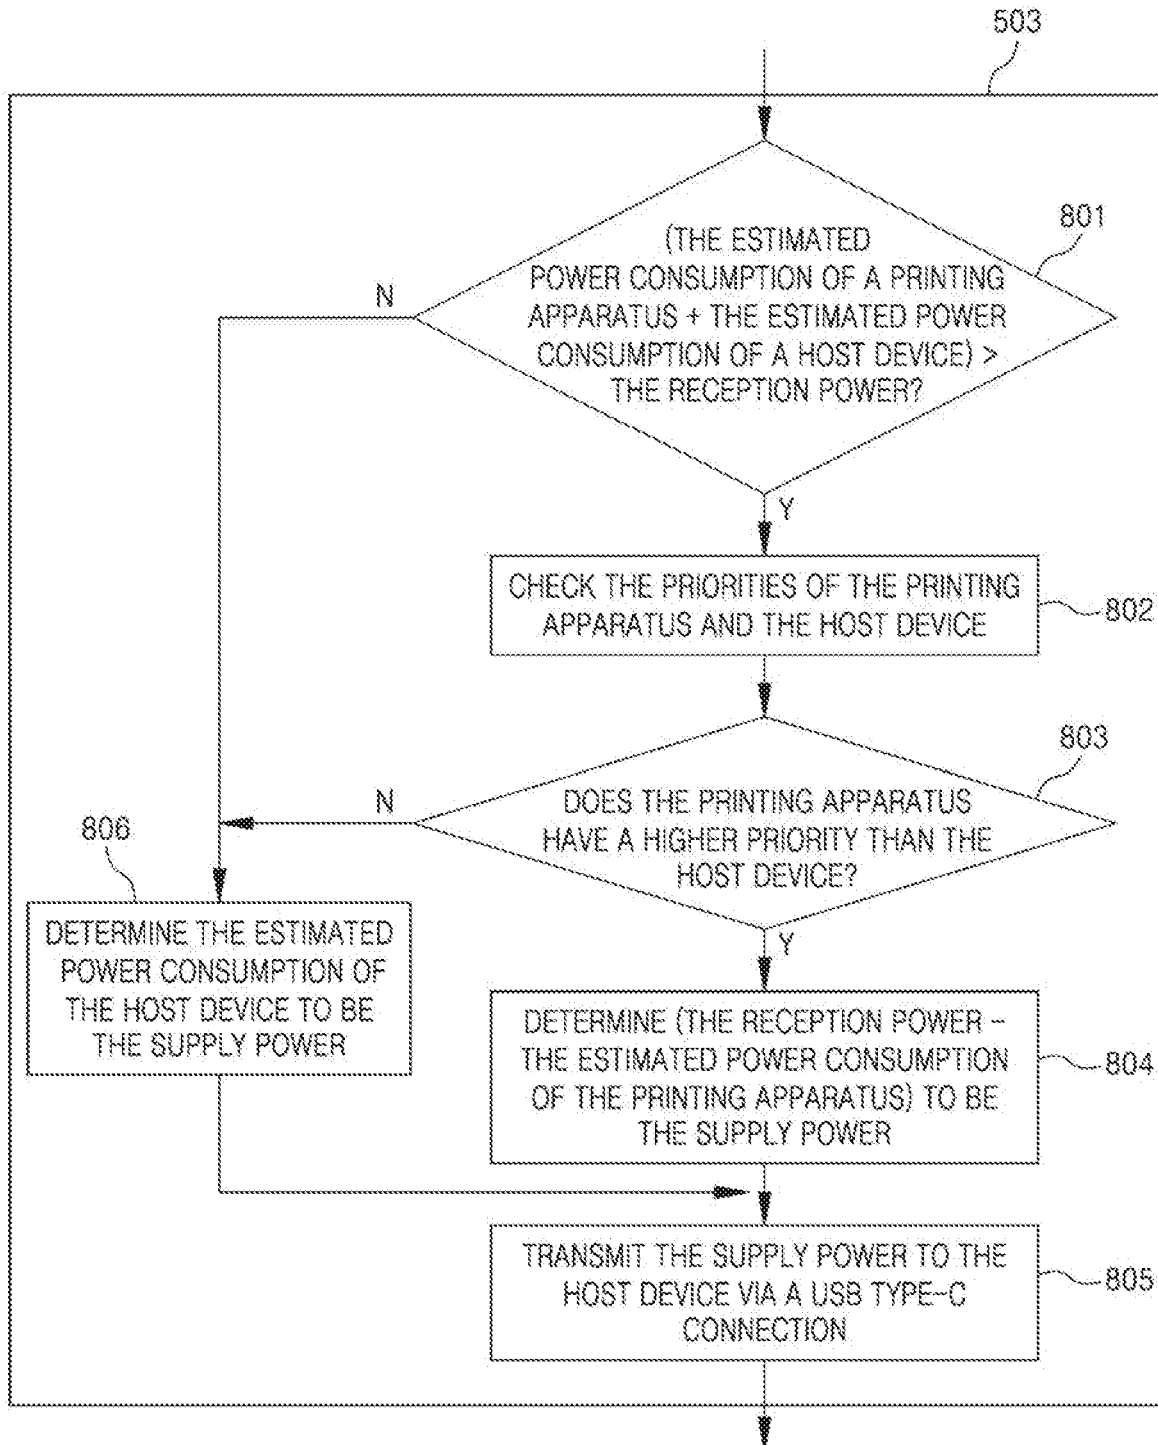 503
801
(THE ESTIMATED
POWER CONSUMPTION OF A PRINTING
APPARATUS + THE ESTIMATED POWER
CONSUMPTION OF A HOST DEVICE) >
THE RECEPTION POWER?
N
Y
CHECK THE PRIORITIES OF THE PRINTING
APPARATUS AND THE HOST DEVICE
802
803
DOES THE PRINTING APPARATUS
HAVE A HIGHER PRIORITY THAN THE
HOST DEVICE?
N
Y
806
DETERMINE THE ESTIMATED
POWER CONSUMPTION OF
THE HOST DEVICE TO BE
THE SUPPLY POWER
DETERMINE (THE RECEPTION POWER –
THE ESTIMATED POWER CONSUMPTION
OF THE PRINTING APPARATUS) TO BE
THE SUPPLY POWER
804
TRANSMIT THE SUPPLY POWER TO THE
HOST DEVICE VIA A USB TYPE-C
CONNECTION
805